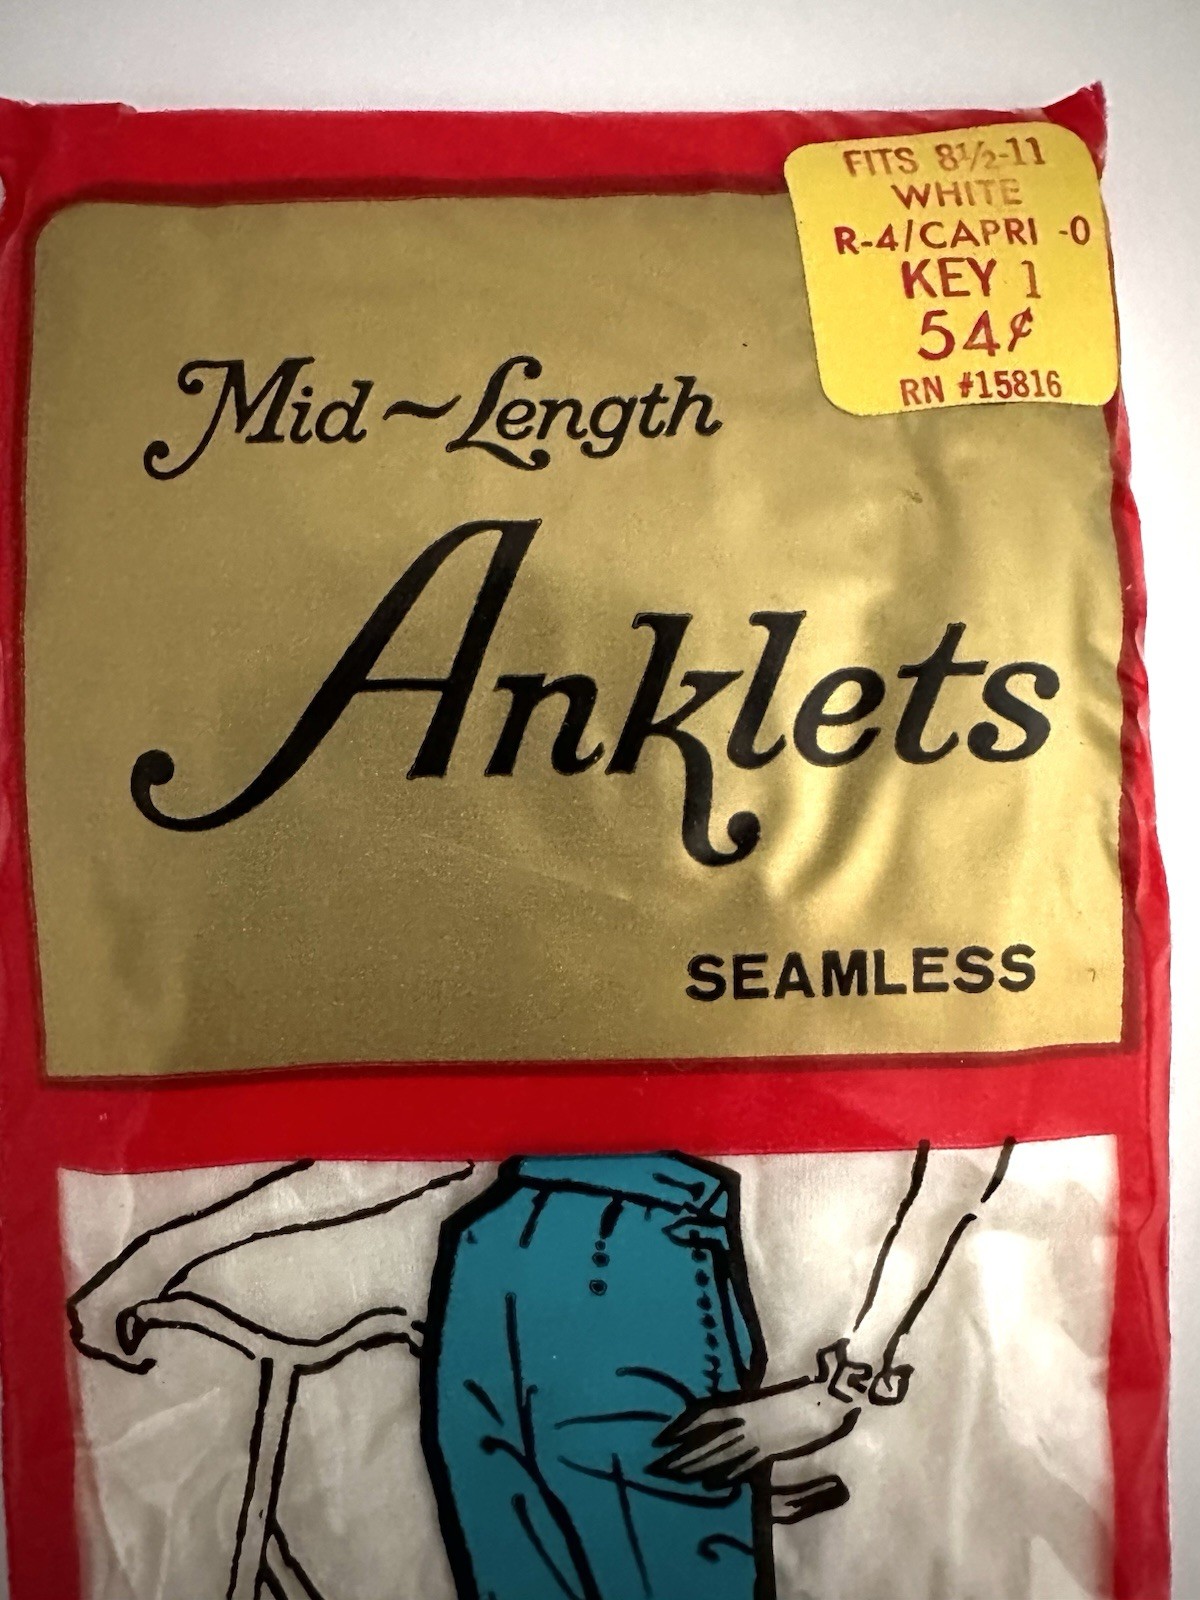 FITS 8½-11
WHITE
R-4/CAPRI -0
KEY 1
54¢
RN #15816
Mid~Length
Anklets
SEAMLESS